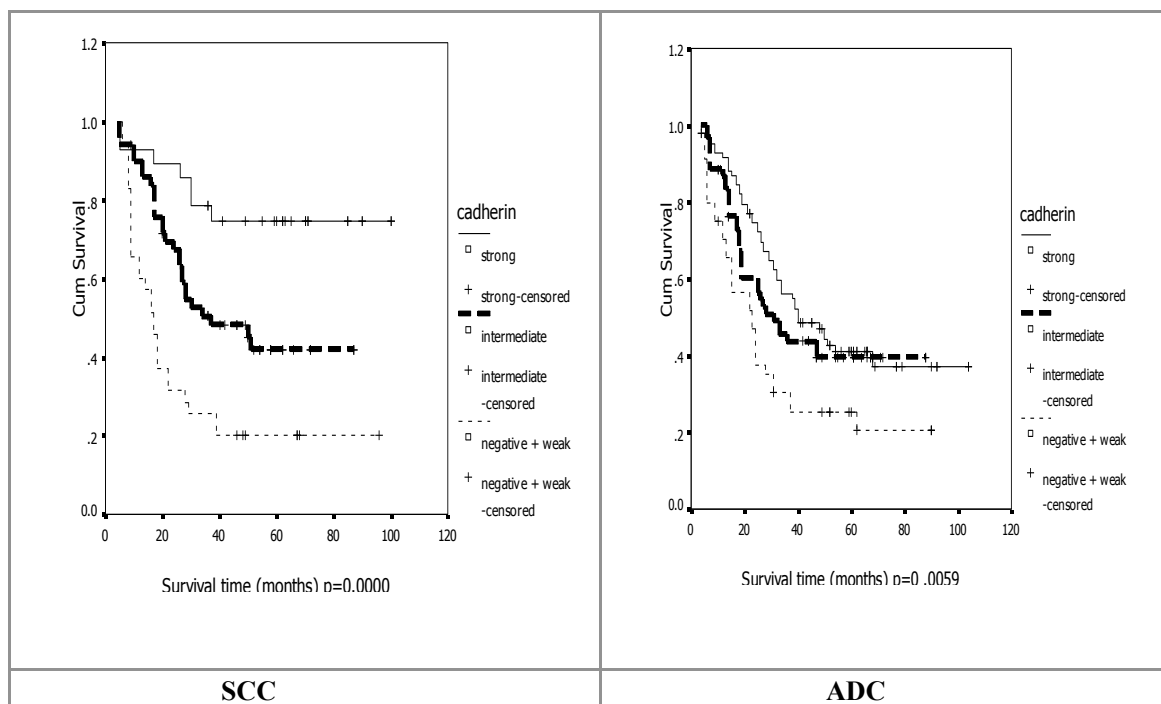 1.2
1.0
.8
.6
.4
.2
0.0
Cum Survival
0 20 40 60 80 100 120
Survival time (months) p=0.0000
cadherin
strong
strong-censored
intermediate
intermediate
-censored
negative + weak
negative + weak
-censored
1.2
1.0
.8
.6
.4
.2
0.0
Cum Survival
0 20 40 60 80 100 120
Survival time (months) p=0 .0059
cadherin
strong
strong-censored
intermediate
intermediate
-censored
negative + weak
negative + weak
-censored
SCC
ADC